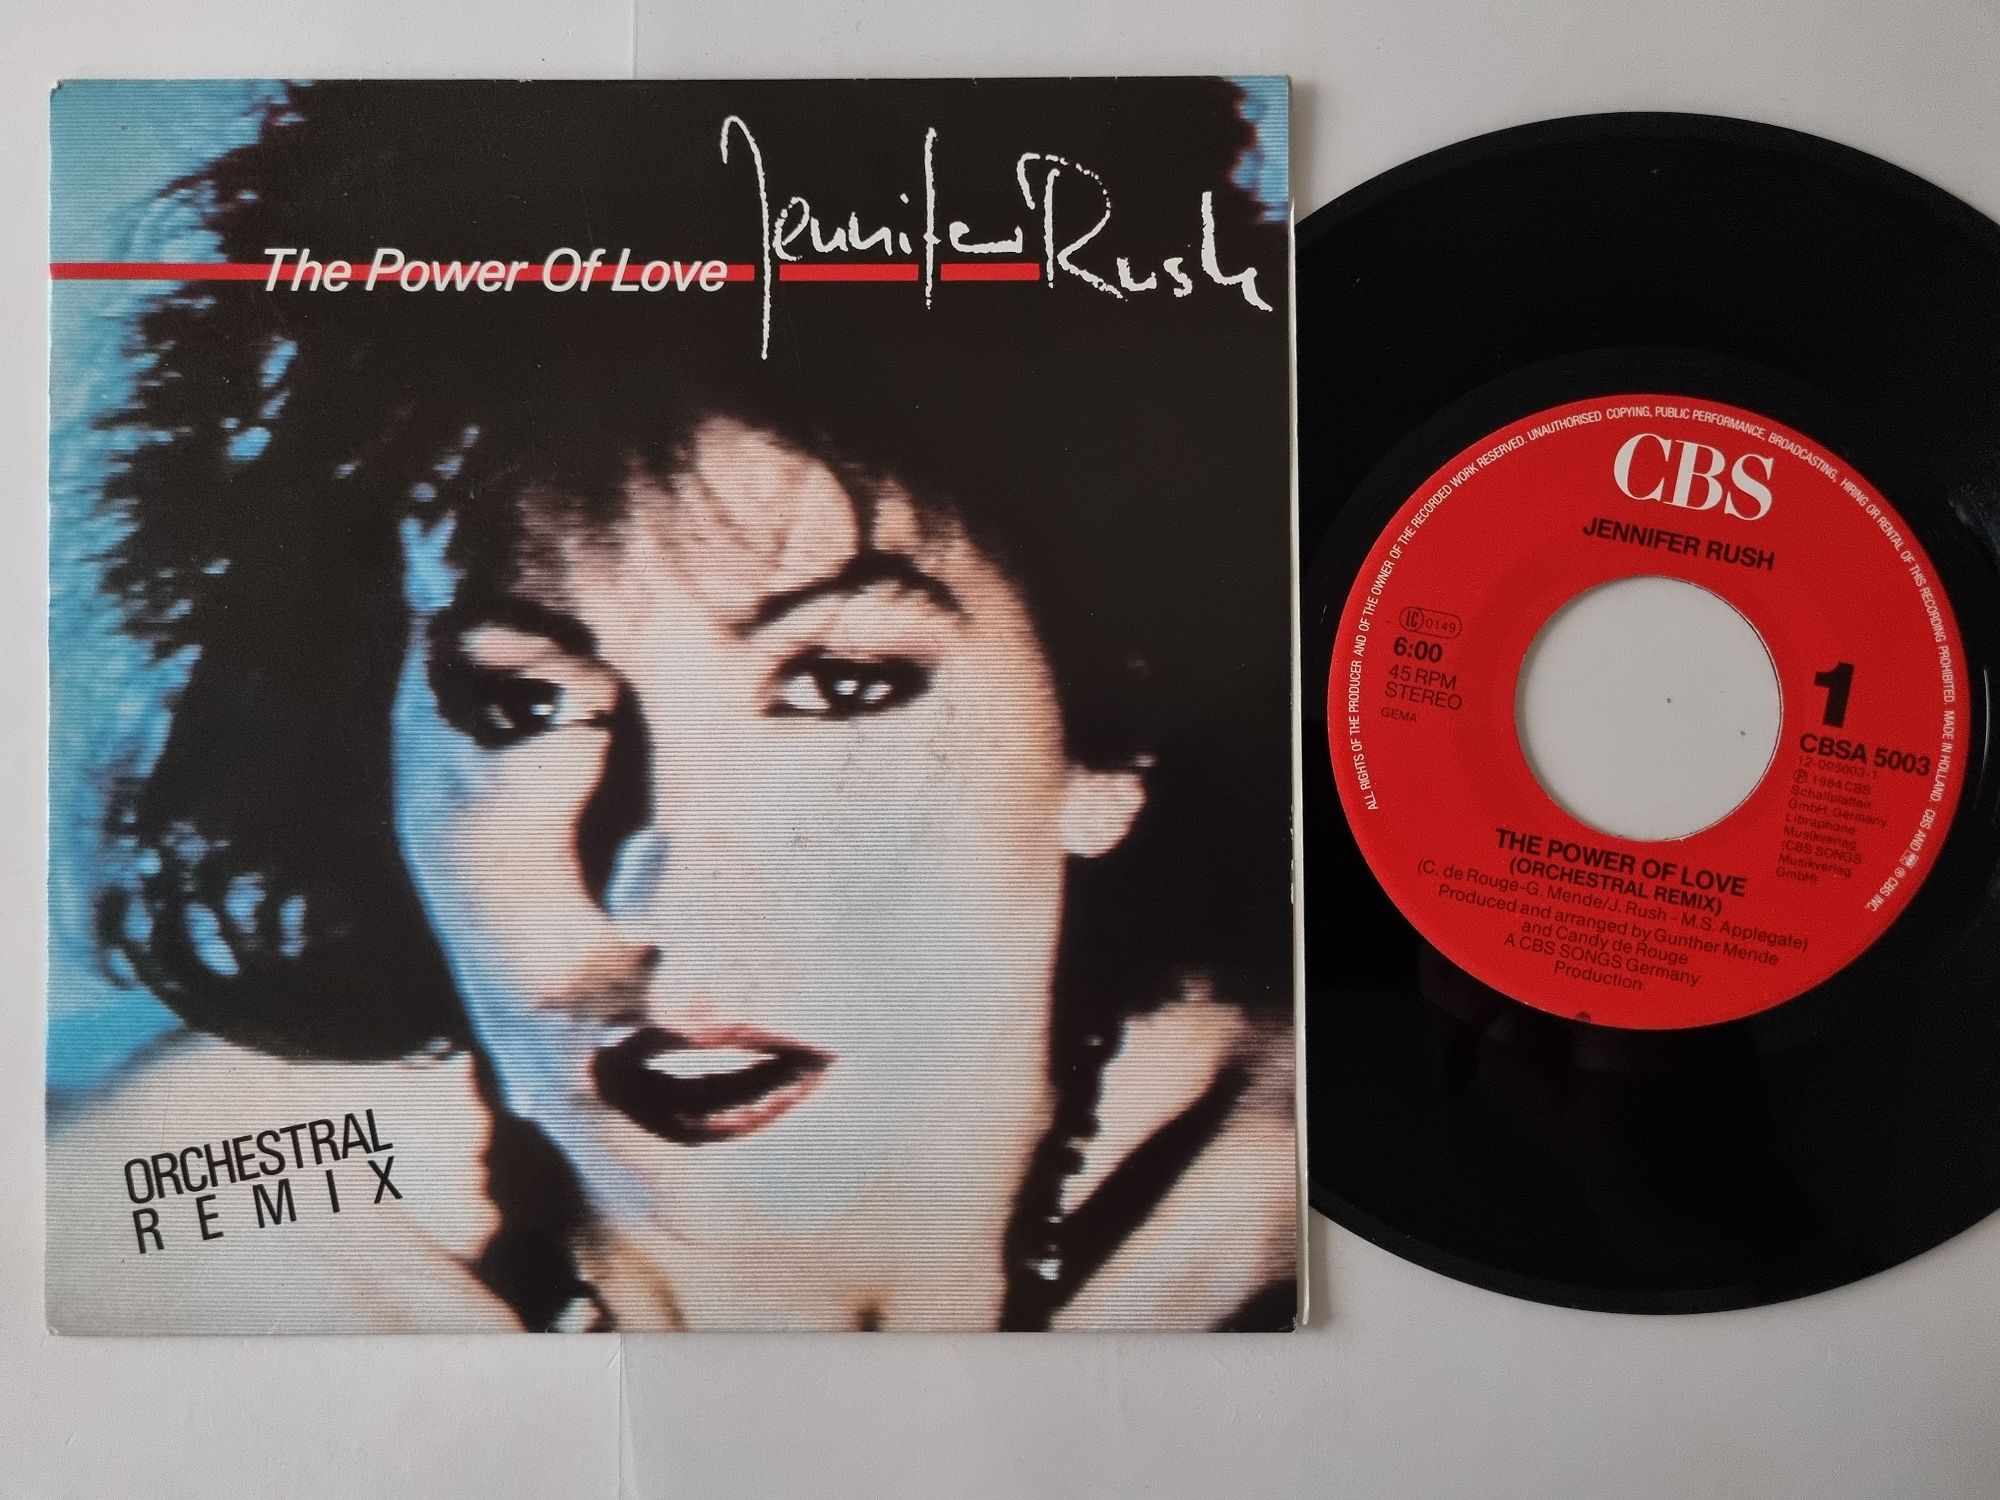 Jennifer Rush
The Power Of Love
ORCHESTRAL
REMIX
ALL RIGHTS OF THE PRODUCER AND OF THE OWNER OF THE RECORDED WORK RESERVED. UNAUTHORISED COPYING, PUBLIC PERFORMANCE, BROADCASTING, HIRING OR RENTAL OF THIS RECORDING PROHIBITED. MADE IN HOLLAND CBS AND ® CBS INC.
CBS
JENNIFER RUSH
IC 0149
6:00
45 RPM
STEREO
GEMA
1
CBSA 5003
12-005003-1
℗ 1984 CBS
Schallplatten
GmbH Germany
Libraphone
Musikverlag
(CBS SONGS
Musikverlag
GmbH)
THE POWER OF LOVE
(ORCHESTRAL REMIX)
(C. de Rouge-G. Mende/J. Rush - M.S. Applegate)
Produced and arranged by Gunther Mende
and Candy de Rouge
A CBS SONGS Germany
Production